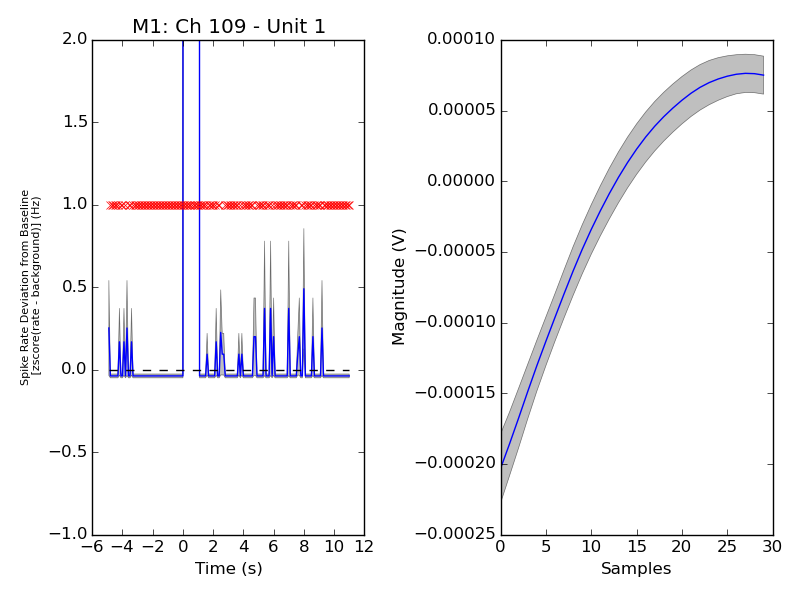 M1: Ch 109 - Unit 1
Spike Rate Deviation from Baseline
[zscore(rate - background)] (Hz)
2.0
1.5
1.0
0.5
0.0
−0.5
−1.0
−6 −4 −2 0 2 4 6 8 10 12
Time (s)
Magnitude (V)
0.00010
0.00005
0.00000
−0.00005
−0.00010
−0.00015
−0.00020
−0.00025
0 5 10 15 20 25 30
Samples